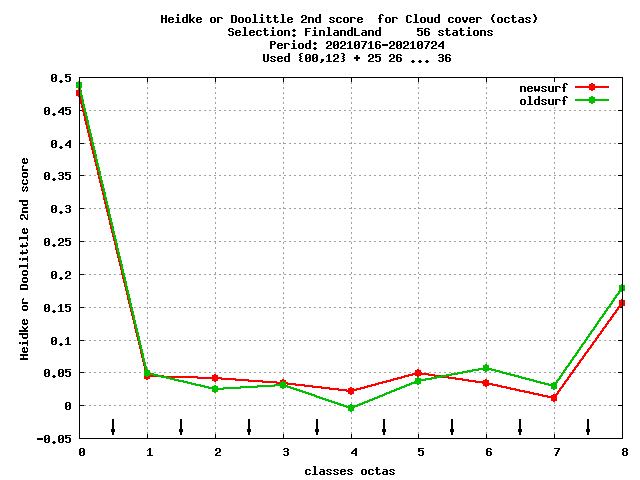 Heidke or Doolittle 2nd score  for Cloud cover (octas)
Selection: FinlandLand     56 stations
Period: 20210716-20210724
Used {00,12} + 25 26 ... 36
newsurf
oldsurf
0.5
0.45
0.4
0.35
0.3
0.25
0.2
0.15
0.1
0.05
0
-0.05
Heidke or Doolittle 2nd score
0 1 2 3 4 5 6 7 8
classes octas